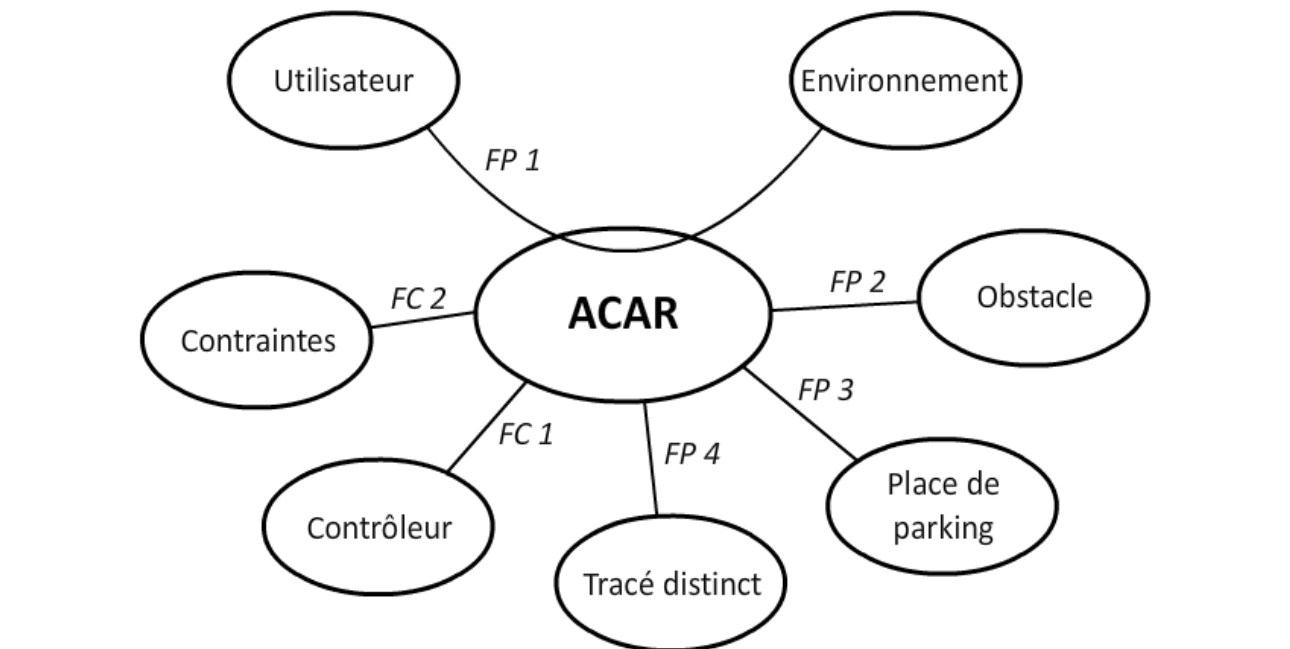 Utilisateur
Environnement
FP 1
FP 2
Obstacle
FC 2
ACAR
Contraintes
FP 3
FC 1
FP 4
Place de
parking
Contrôleur
Tracé distinct